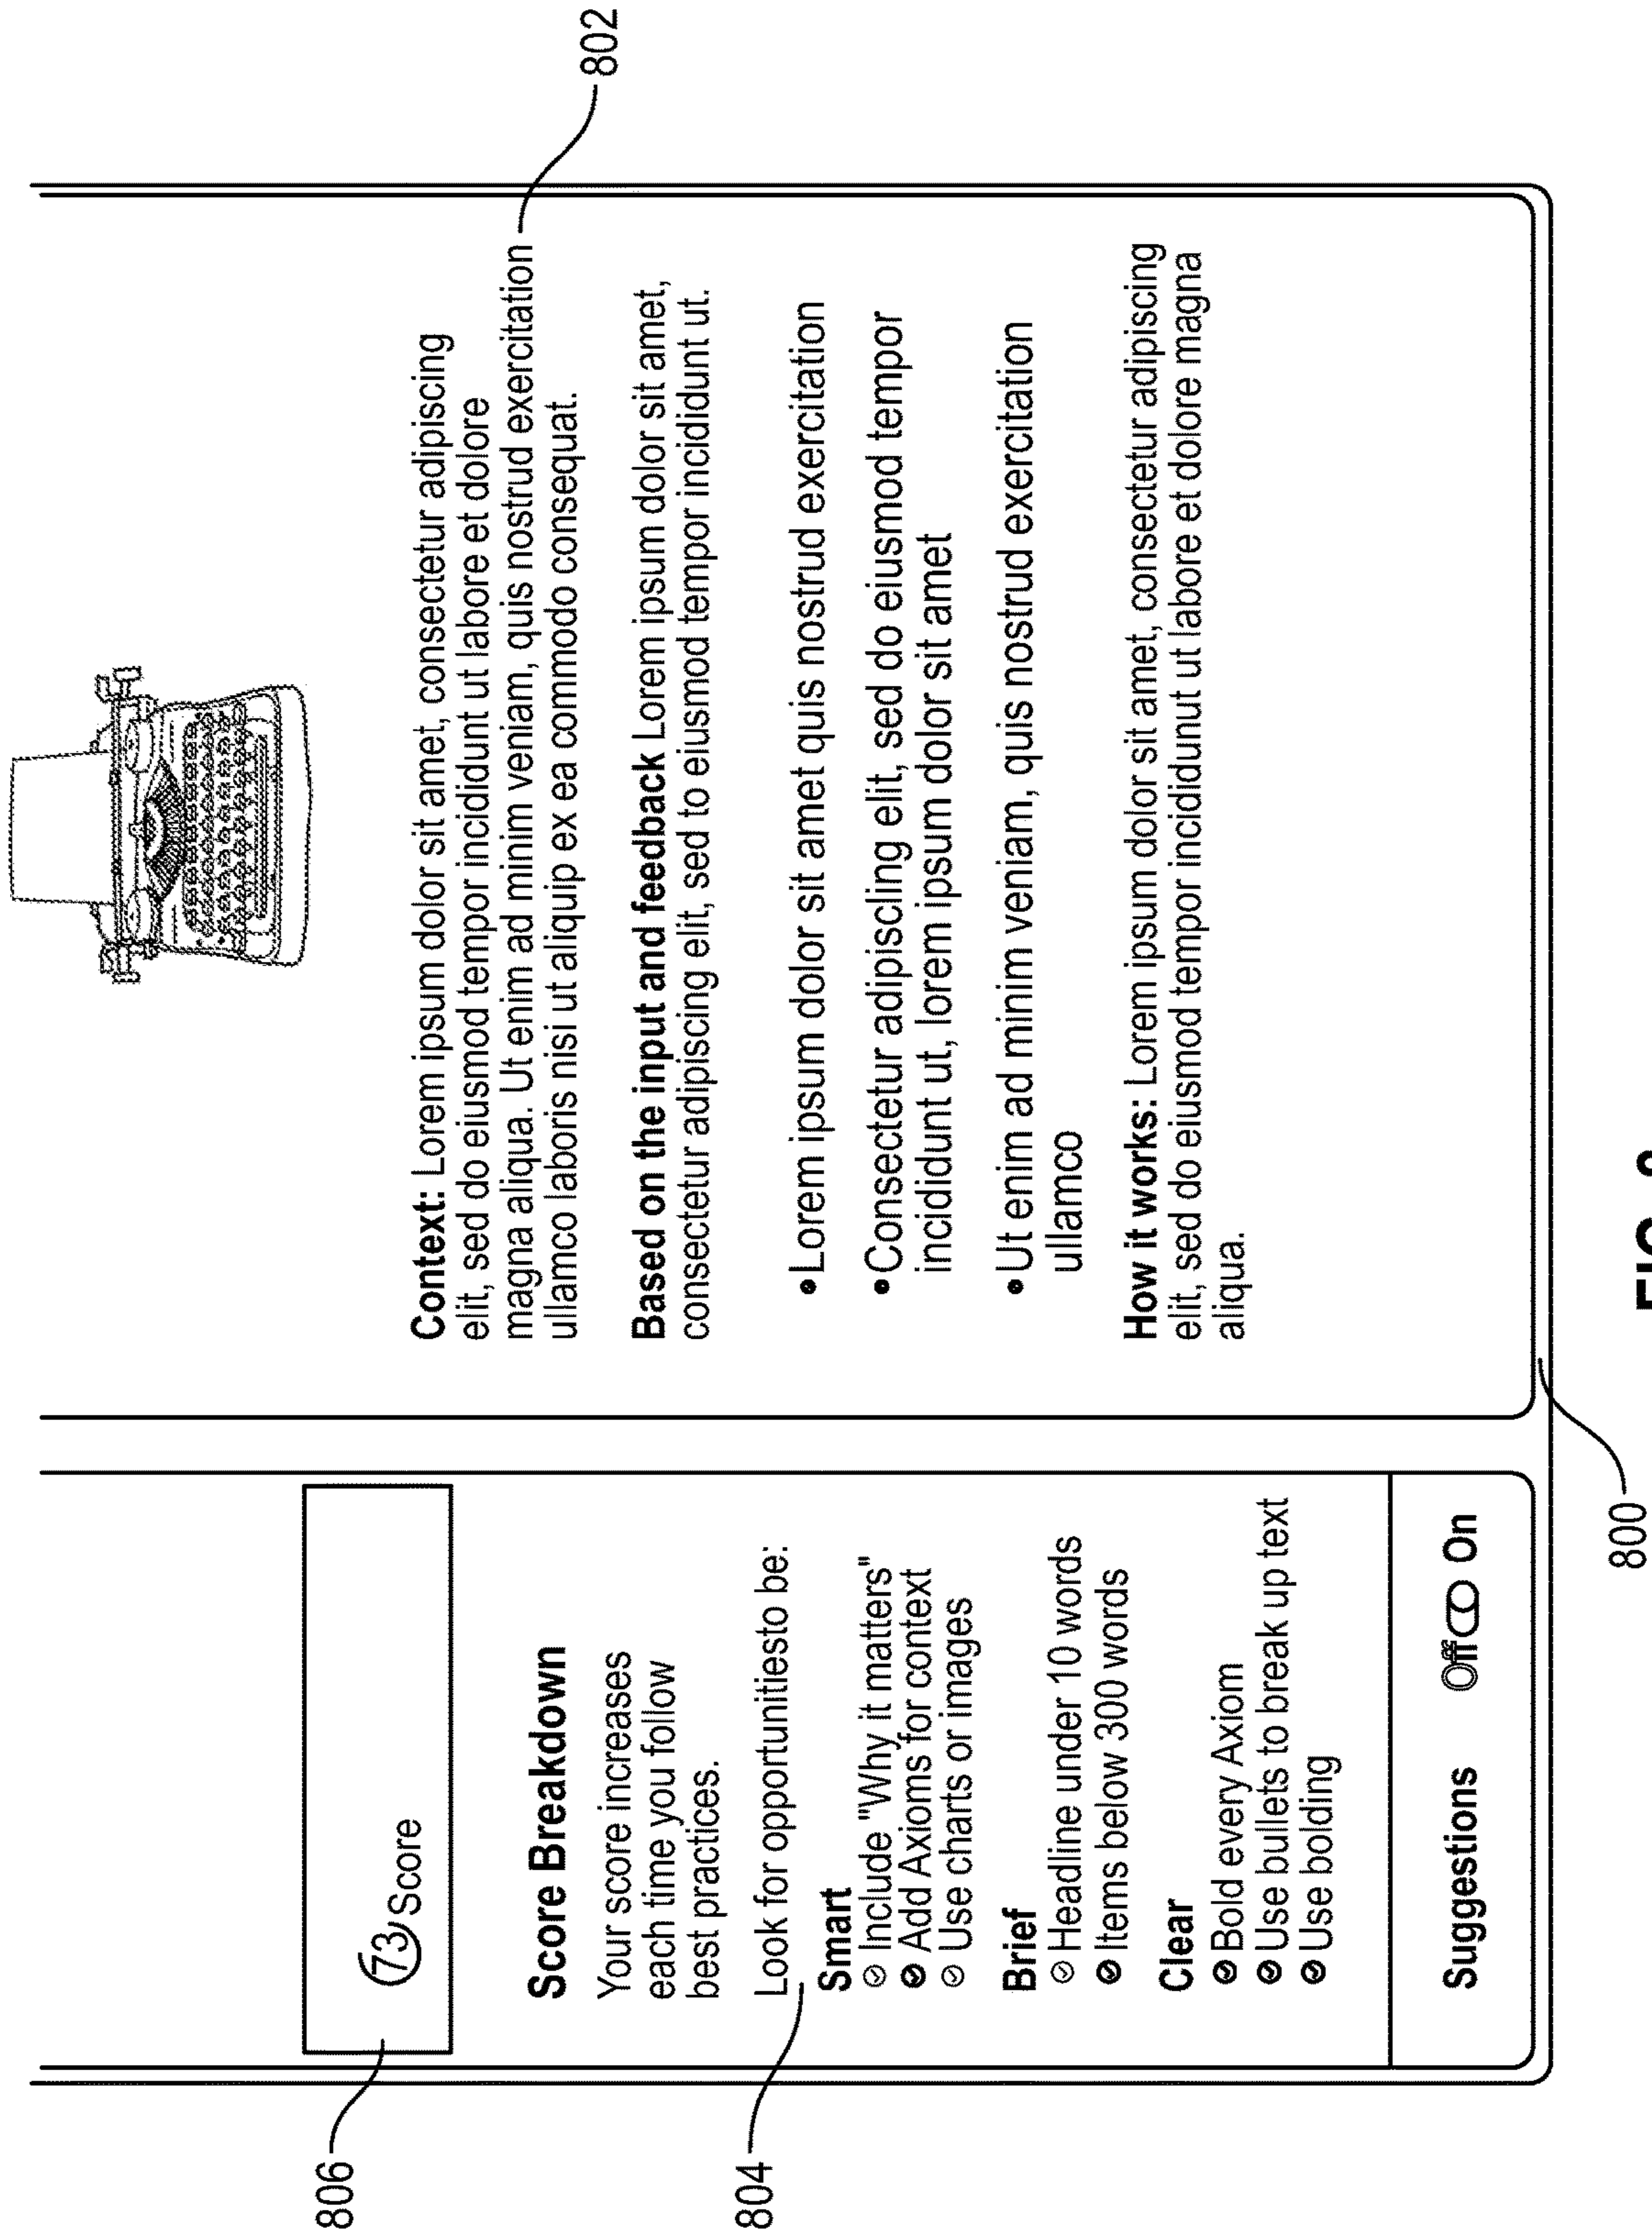 806
73 Score
Score Breakdown
Your score increases
each time you follow
best practices.
804
Look for opportunitiesto be:
Smart
Include "Why it matters"
Add Axioms for context
Use charts or images
Brief
Headline under 10 words
Items below 300 words
Clear
Bold every Axiom
Use bullets to break up text
Use bolding
Suggestions Off On
800
802
Context: Lorem ipsum dolor sit amet, consectetur adipiscing
elit, sed do eiusmod tempor incididunt ut labore et dolore
magna aliqua. Ut enim ad minim veniam, quis nostrud exercitation
ullamco laboris nisi ut aliquip ex ea commodo consequat.
Based on the input and feedback Lorem ipsum dolor sit amet,
consectetur adipiscing elit, sed to eiusmod tempor incididunt ut.
•Lorem ipsum dolor sit amet quis nostrud exercitation
•Consectetur adipiscling elit, sed do eiusmod tempor
incididunt ut, lorem ipsum dolor sit amet
•Ut enim ad minim veniam, quis nostrud exercitation
ullamco
How it works: Lorem ipsum dolor sit amet, consectetur adipiscing
elit, sed do eiusmod tempor incididunut ut labore et dolore magna
aliqua.